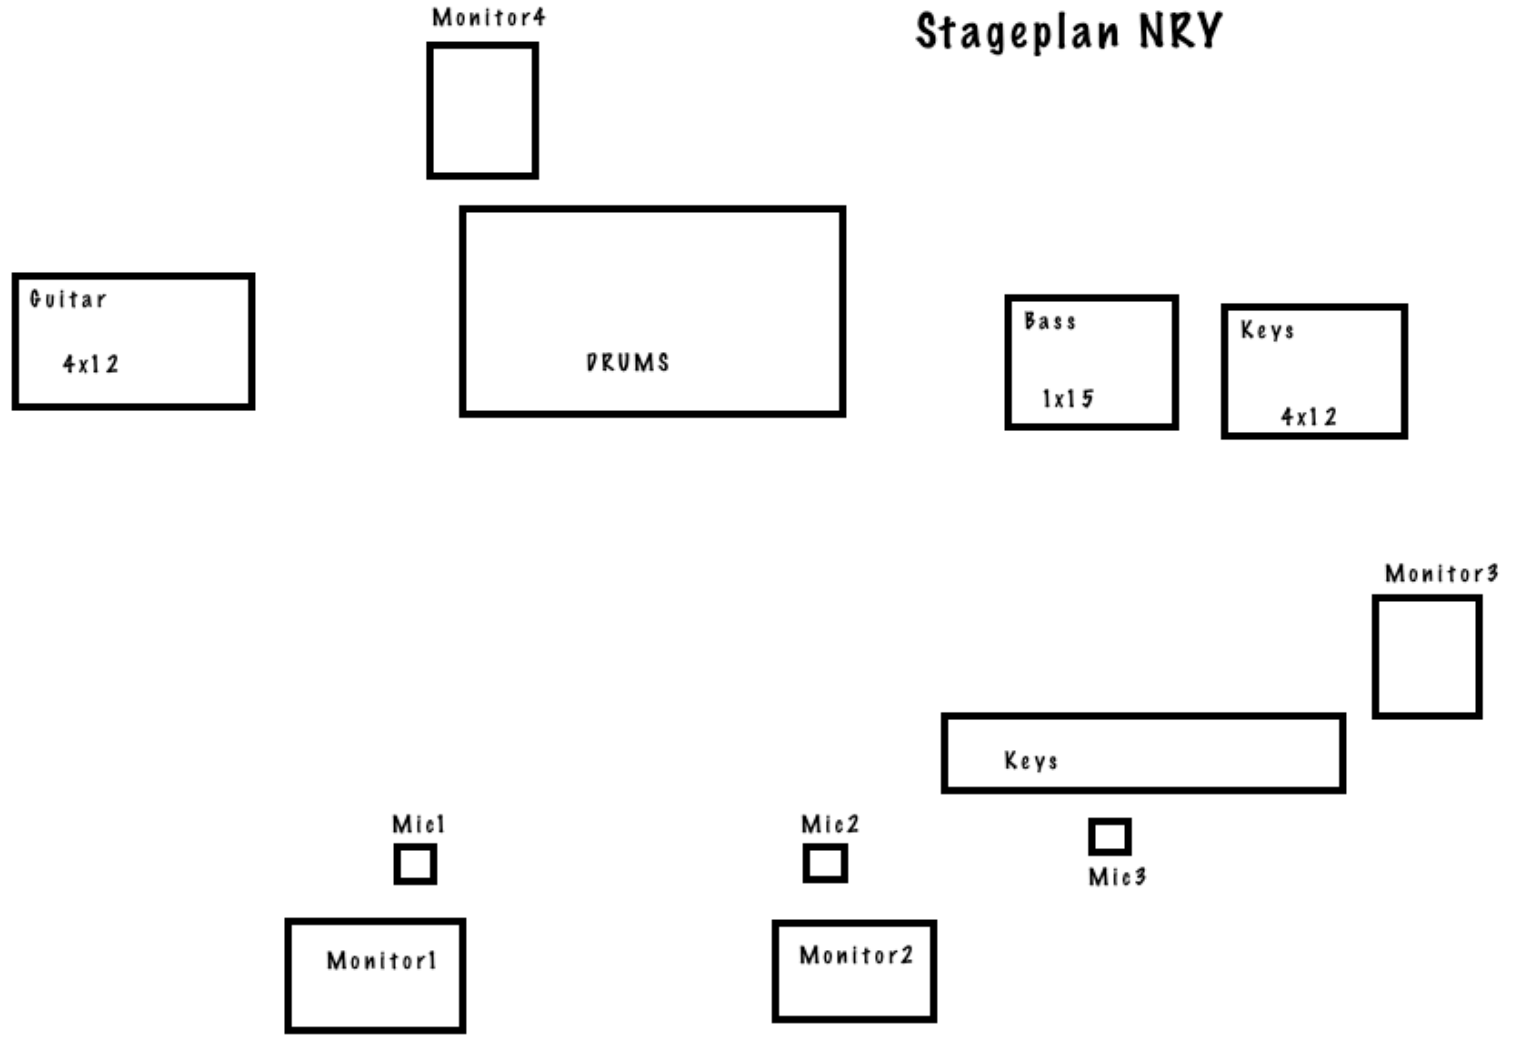 Monitor4
Stageplan NRY
Guitar
4x12
DRUMS
Bass
1x15
Keys
4x12
Monitor3
Keys
Mic1
Mic2
Mic3
Monitor1
Monitor2